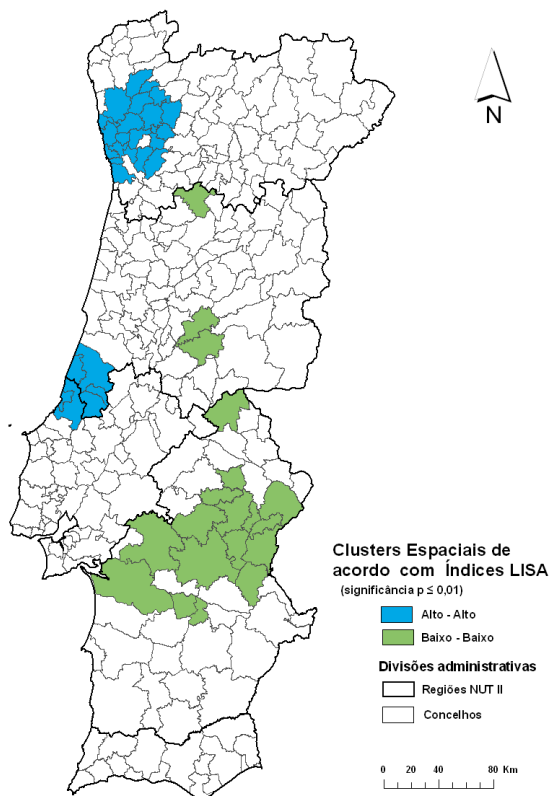 N
Clusters Espaciais de
acordo com Índices LISA
(significância p ≤ 0,01)
Alto - Alto
Baixo - Baixo
Divisões administrativas
Regiões NUT II
Concelhos
0 20 40 80 Km